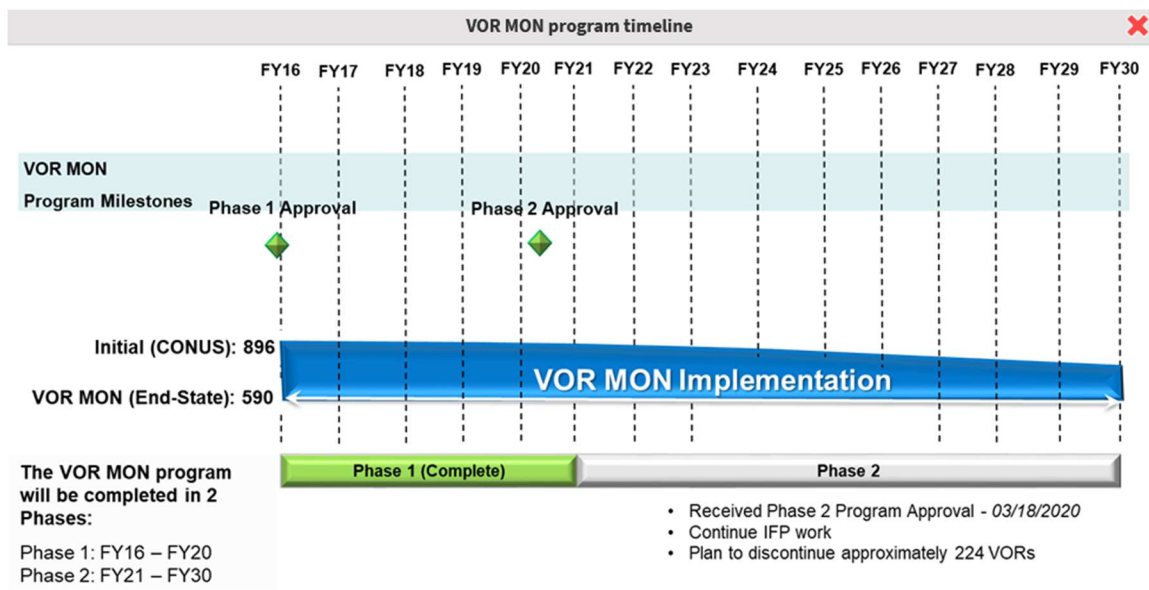 VOR MON program timeline
FY16 FY17 FY18 FY19 FY20 FY21 FY22 FY23 FY24 FY25 FY26 FY27 FY28 FY29 FY30
VOR MON
Program Milestones
Phase 1 Approval
Phase 2 Approval
Initial (CONUS): 896
VOR MON Implementation
VOR MON (End-State): 590
Phase 1 (Complete)
Phase 2
The VOR MON program
will be completed in 2
Phases:
Phase 1: FY16 – FY20
Phase 2: FY21 – FY30
• Received Phase 2 Program Approval - 03/18/2020
• Continue IFP work
• Plan to discontinue approximately 224 VORs